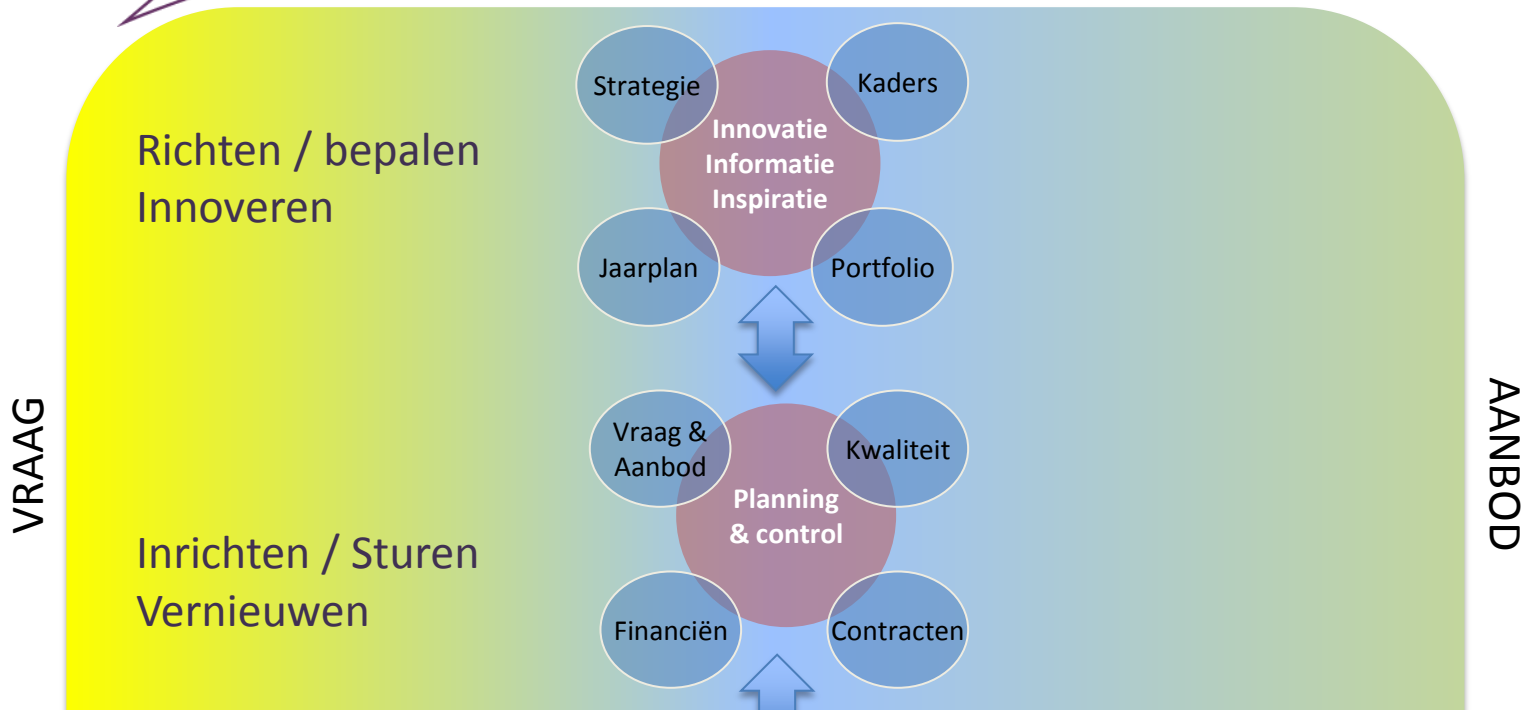 Strategie
Kaders
Richten / bepalen
Innoveren
Innovatie
Informatie
Inspiratie
Jaarplan
Portfolio
VRAAG
AANBOD
Vraag &
Aanbod
Kwaliteit
Planning
& control
Inrichten / Sturen
Vernieuwen
Financiën
Contracten